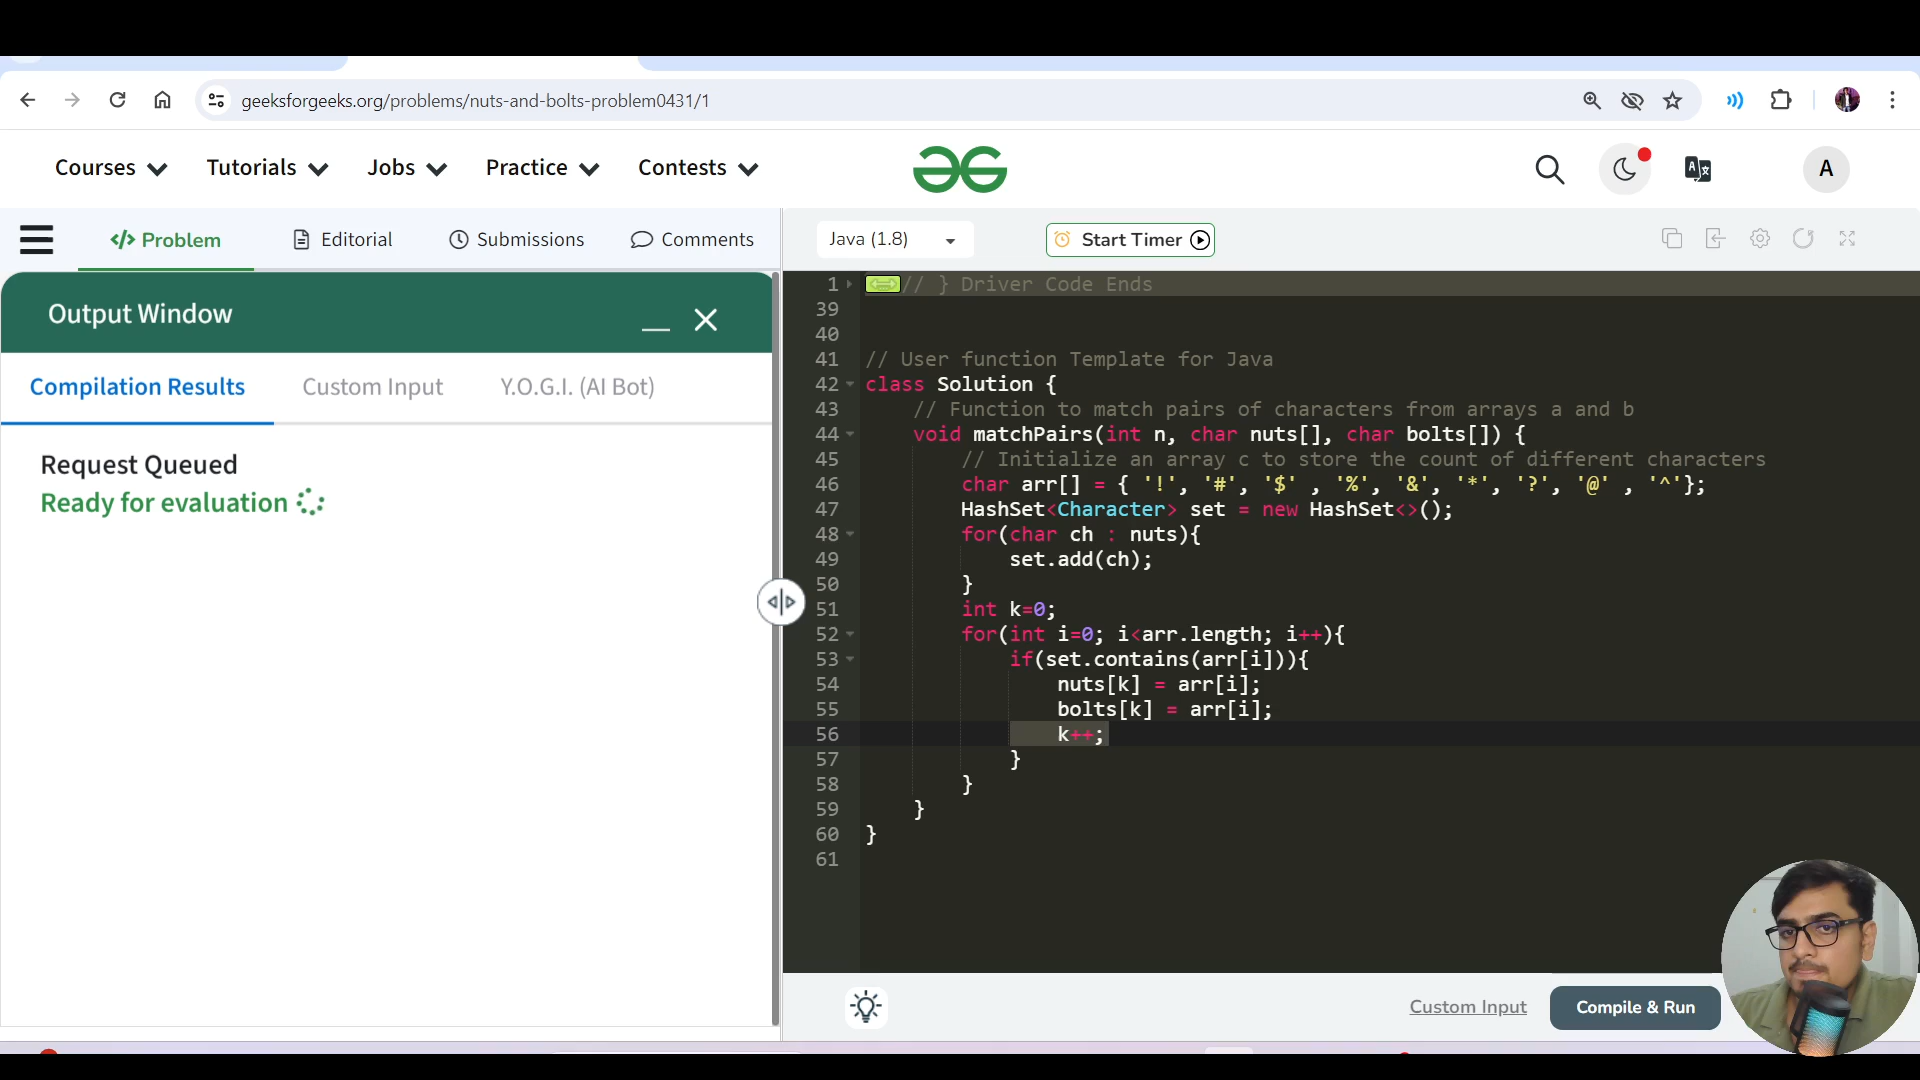 geeksforgeeks.org/problems/nuts-and-bolts-problem0431/1
Courses Tutorials Jobs Practice Contests
A
</> Problem Editorial Submissions Comments
Java (1.8) Start Timer
Output Window
Compilation Results Custom Input Y.O.G.I. (AI Bot)
Request Queued
Ready for evaluation
1 // } Driver Code Ends
39
40
41 // User function Template for Java
42 class Solution {
43 // Function to match pairs of characters from arrays a and b
44 void matchPairs(int n, char nuts[], char bolts[]) {
45 // Initialize an array c to store the count of different characters
46 char arr[] = { '!', '#', '$' , '%', '&', '*', '?', '@' , '^'};
47 HashSet<Character> set = new HashSet<>();
48 for(char ch : nuts){
49 set.add(ch);
50 }
51 int k=0;
52 for(int i=0; i<arr.length; i++){
53 if(set.contains(arr[i])){
54 nuts[k] = arr[i];
55 bolts[k] = arr[i];
56 k++;
57 }
58 }
59 }
60 }
61
Custom Input Compile & Run